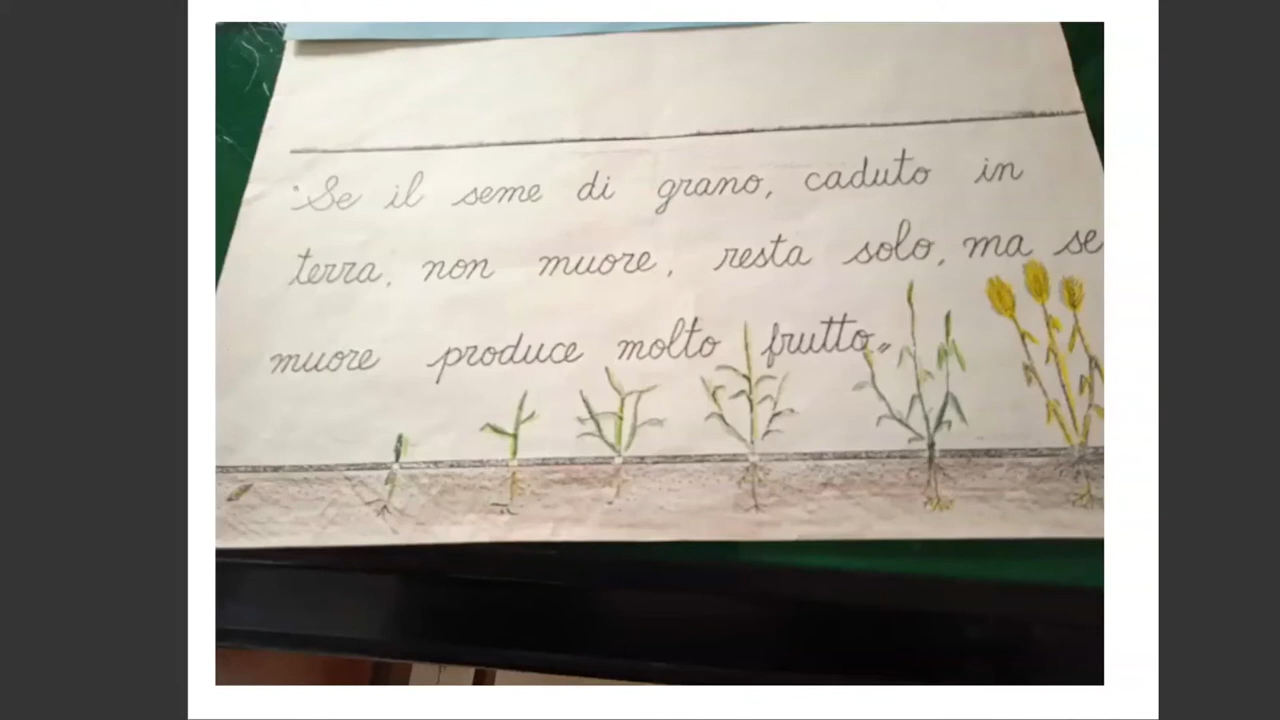 "Se il seme di grano, caduto in
terra, non muore, resta solo, ma se
muore produce molto frutto„